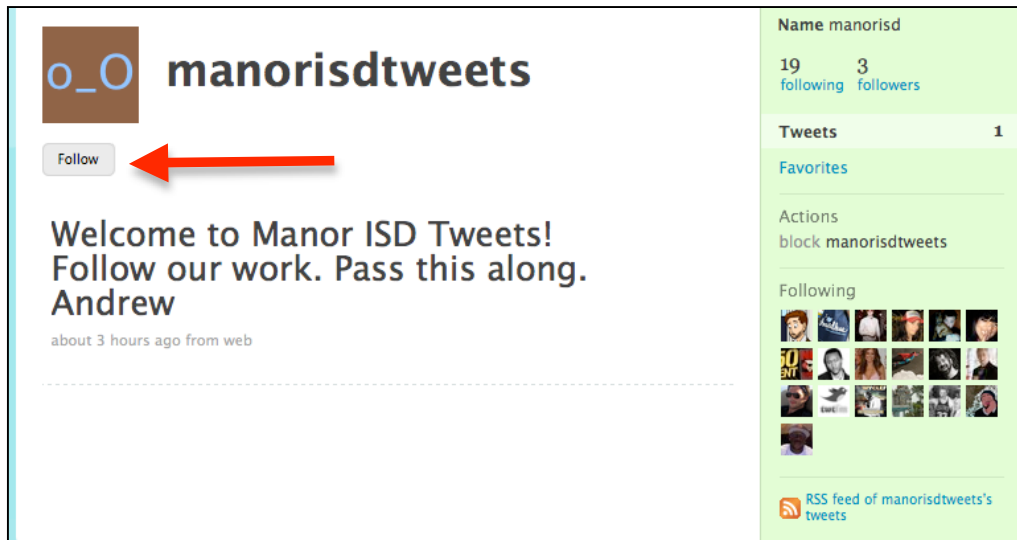 o_O
manorisdtweets
Follow
Welcome to Manor ISD Tweets!
Follow our work. Pass this along.
Andrew
about 3 hours ago from web
Name manorisd
19 3
following followers
Tweets 1
Favorites
Actions
block manorisdtweets
Following
RSS feed of manorisdtweets's
tweets